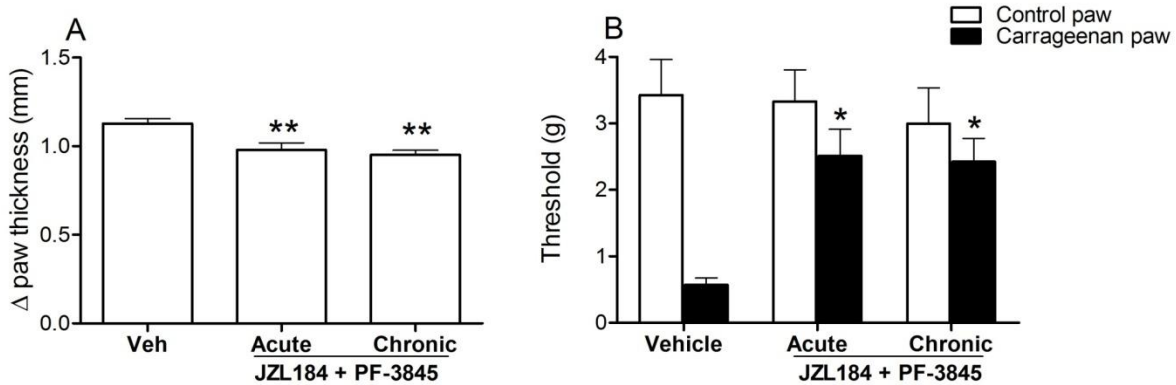 A
Δ paw thickness (mm)
1.5
1.0
0.5
0.0
**
**
Veh
Acute
Chronic
JZL184 + PF-3845
B
Control paw
Carrageenan paw
Threshold (g)
4
3
2
1
0
*
*
Vehicle
Acute
Chronic
JZL184 + PF-3845